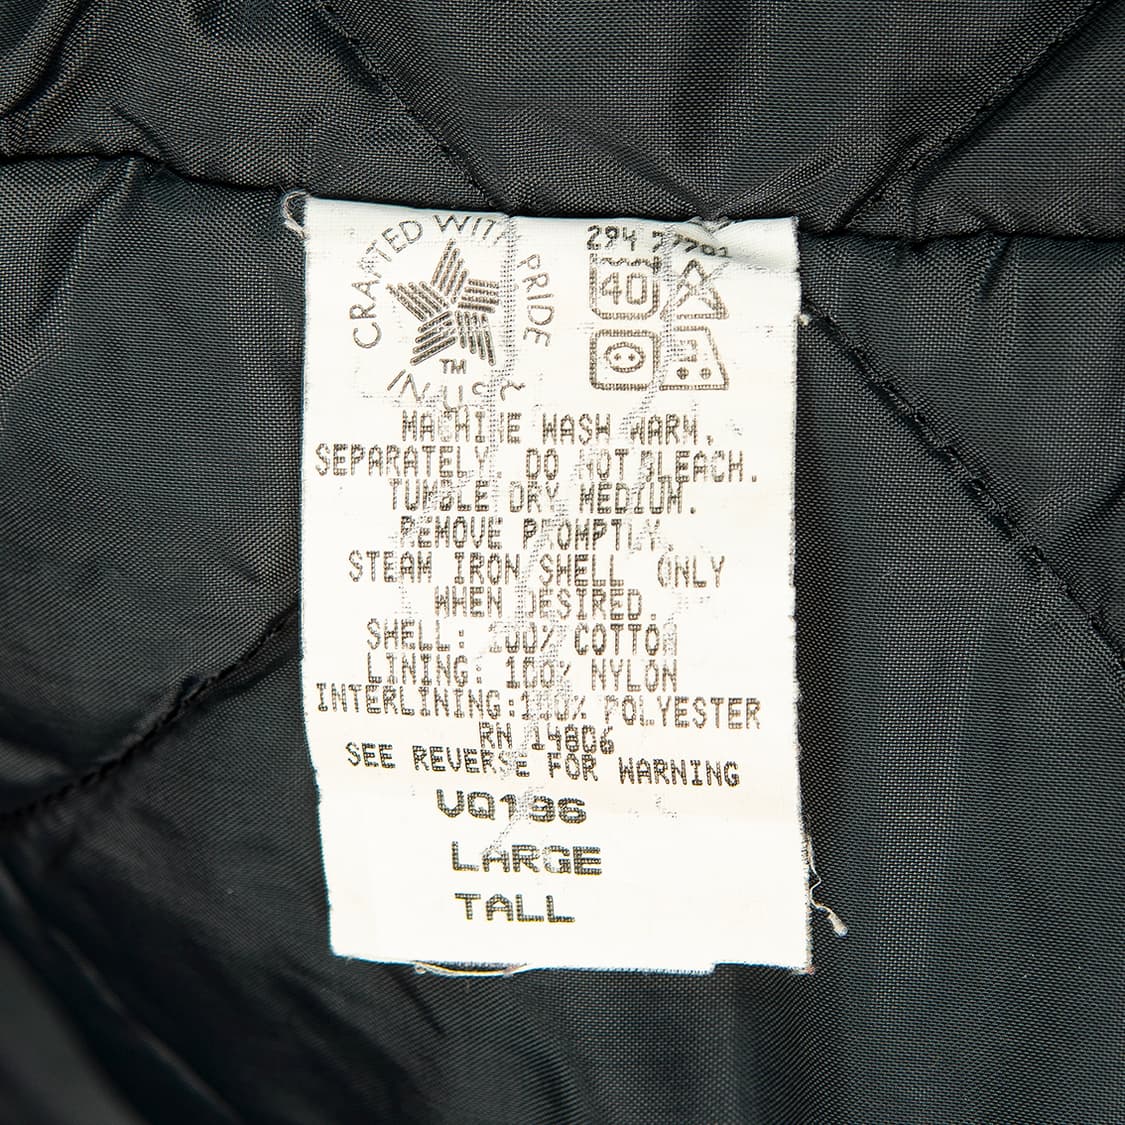 CRAFTED WITH PRIDE
TM
IN U.S.A
294
40
MACHINE WASH WARM.
SEPARATELY. DO NOT BLEACH.
TUMBLE DRY MEDIUM.
REMOVE PROMPTLY.
STEAM IRON SHELL ONLY
WHEN DESIRED.
SHELL: 100% COTTON
LINING: 100% NYLON
INTERLINING: 100% POLYESTER
RN 14806
SEE REVERSE FOR WARNING
VQ196
LARGE
TALL